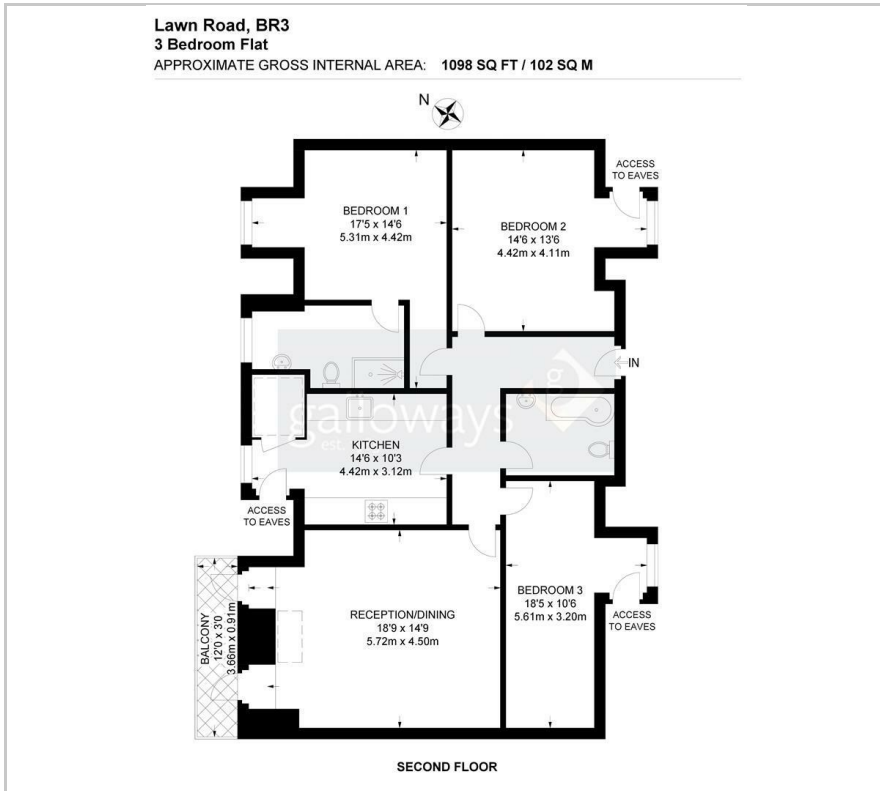 Lawn Road, BR3
3 Bedroom Flat
APPROXIMATE GROSS INTERNAL AREA: 1098 SQ FT / 102 SQ M
N
ACCESS
TO EAVES
BEDROOM 1
17'5 x 14'6
5.31m x 4.42m
BEDROOM 2
14'6 x 13'6
4.42m x 4.11m
IN
g
galloways
est.
KITCHEN
14'6 x 10'3
4.42m x 3.12m
ACCESS
TO EAVES
BALCONY
12'0 x 3'0
3.66m x 0.91m
RECEPTION/DINING
18'9 x 14'9
5.72m x 4.50m
BEDROOM 3
18'5 x 10'6
5.61m x 3.20m
ACCESS
TO EAVES
SECOND FLOOR